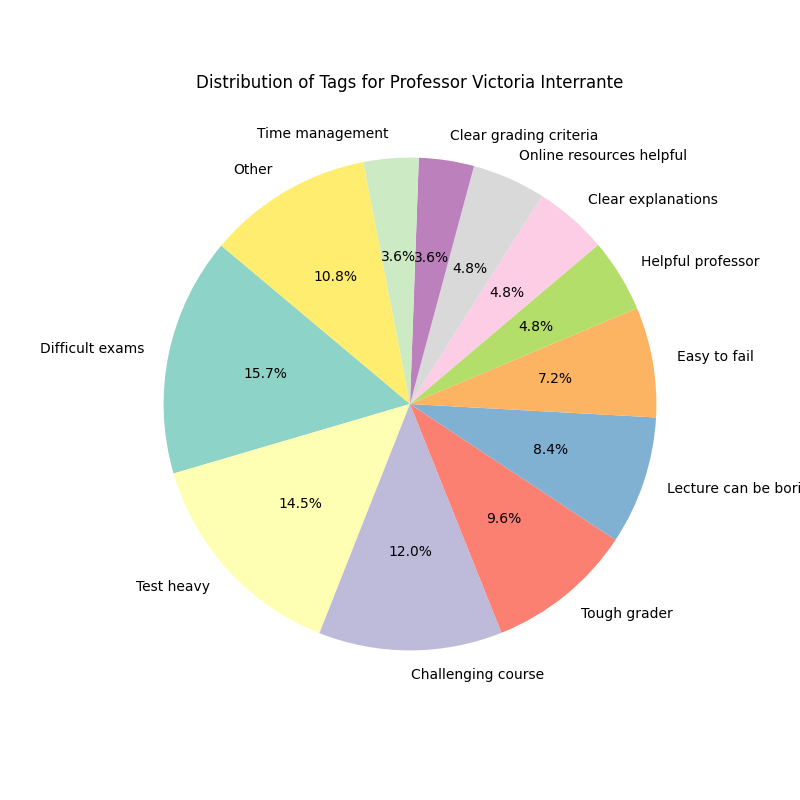 Distribution of Tags for Professor Victoria Interrante
Time management
Clear grading criteria
Online resources helpful
Other
Clear explanations
Helpful professor
Difficult exams
Easy to fail
Lecture can be bori
Test heavy
Tough grader
Challenging course
3.6%
3.6%
4.8%
10.8%
4.8%
4.8%
15.7%
7.2%
8.4%
14.5%
9.6%
12.0%